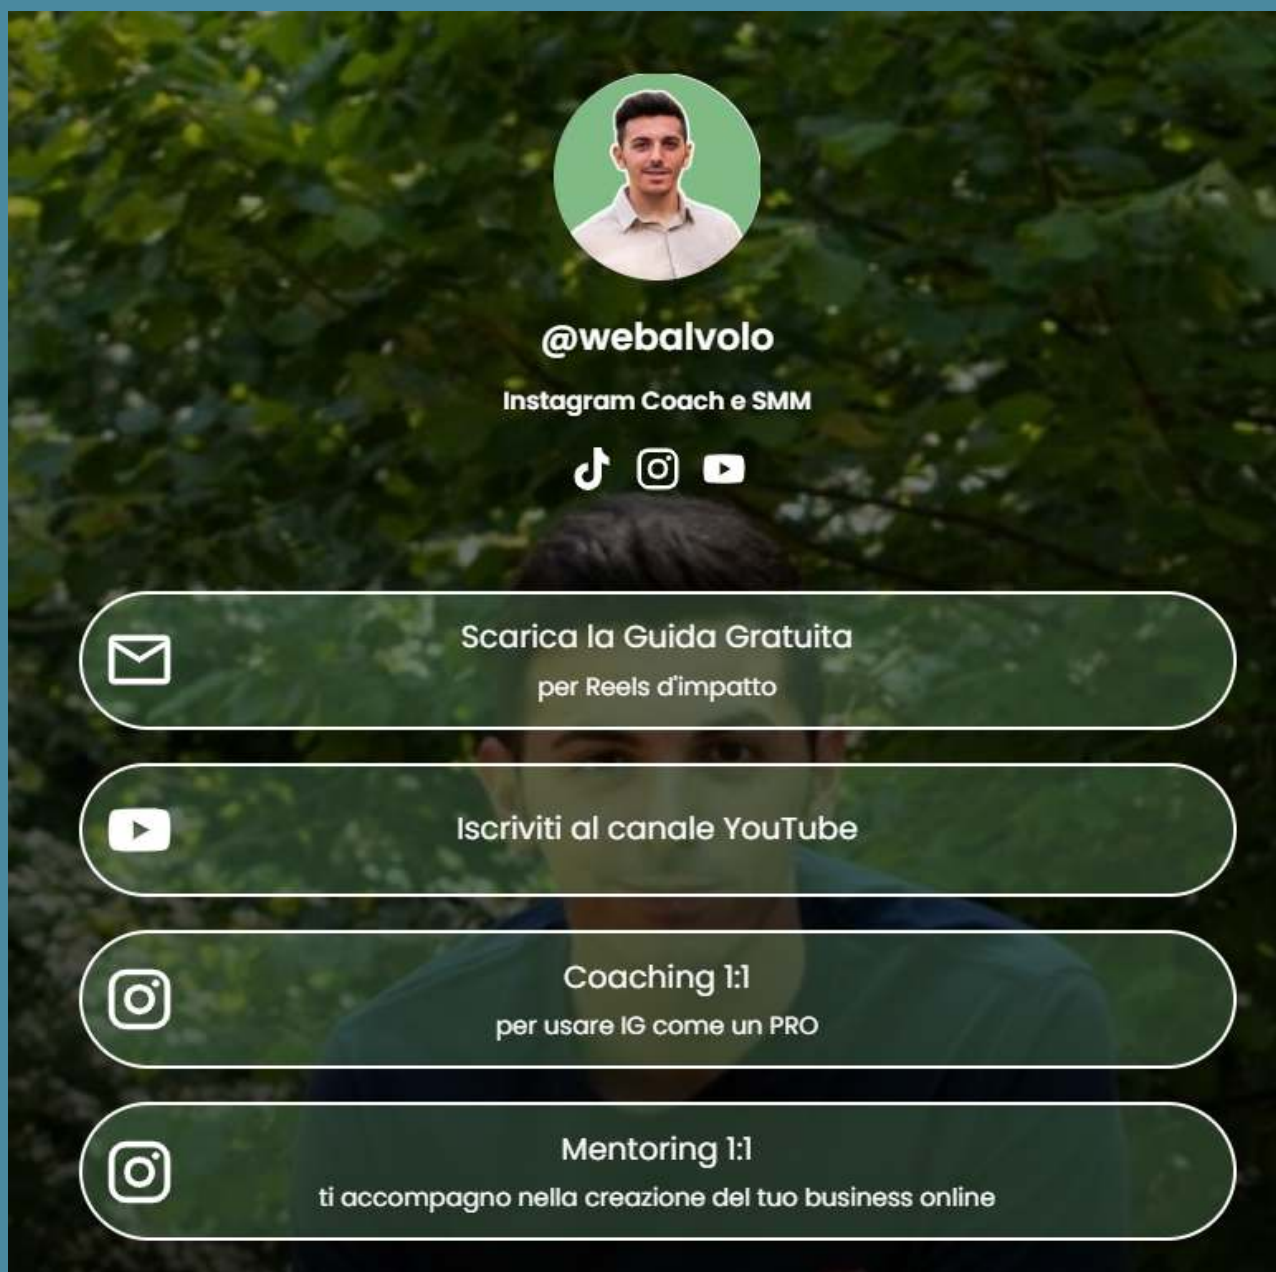 @webalvolo
Instagram Coach e SMM
Scarica la Guida Gratuita
per Reels d'impatto
Iscriviti al canale YouTube
Coaching 1:1
per usare IG come un PRO
Mentoring 1:1
ti accompagno nella creazione del tuo business online